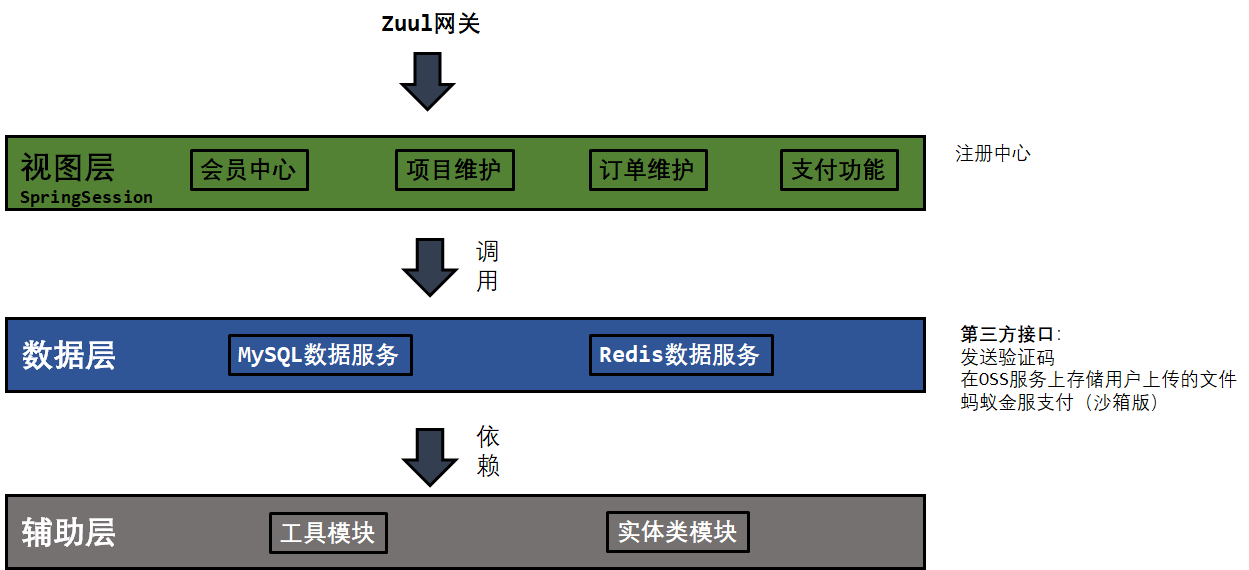 Zuul网关
视图层
SpringSession
会员中心
项目维护
订单维护
支付功能
注册中心
调
用
数据层
MySQL数据服务
Redis数据服务
第三方接口:
发送验证码
在OSS服务上存储用户上传的文件
蚂蚁金服支付（沙箱版）
依
赖
辅助层
工具模块
实体类模块